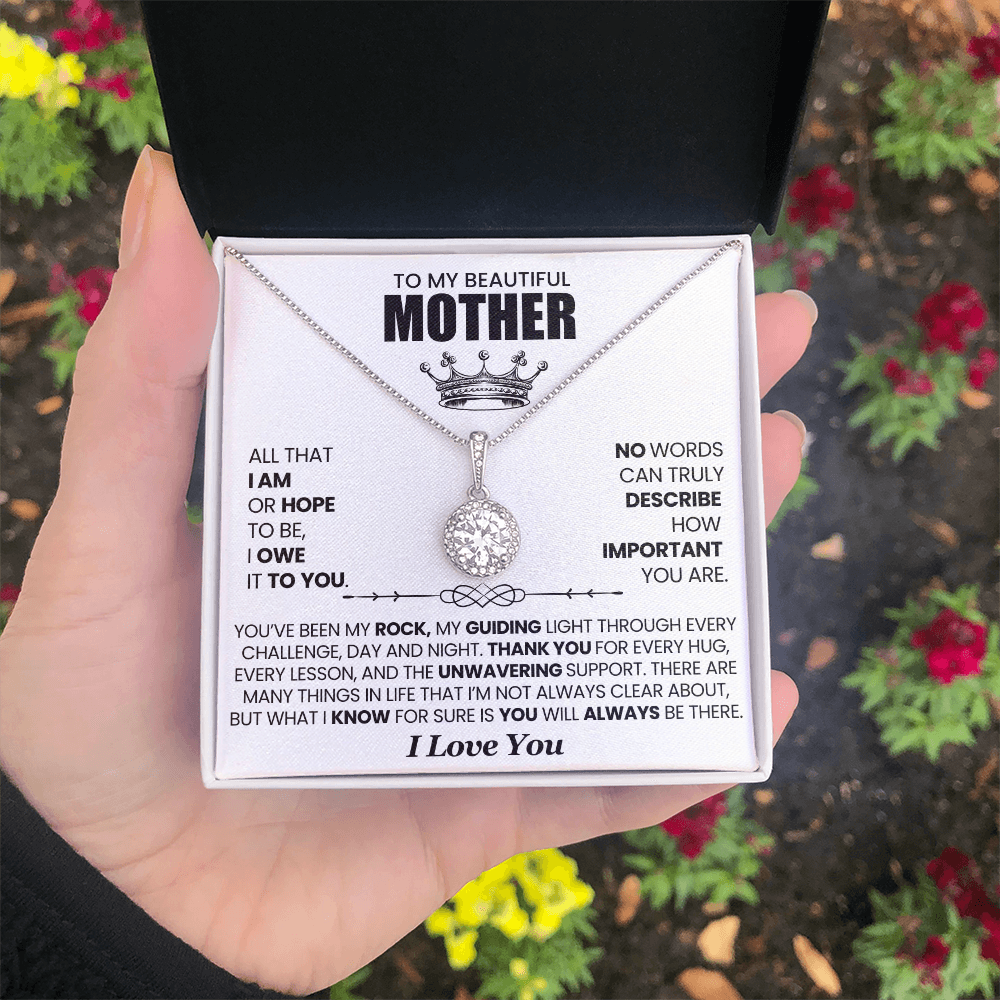 TO MY BEAUTIFUL
MOTHER
ALL THAT
I AM
OR HOPE
TO BE,
I OWE
IT TO YOU.
NO WORDS
CAN TRULY
DESCRIBE
HOW
IMPORTANT
YOU ARE.
YOU'VE BEEN MY ROCK, MY GUIDING LIGHT THROUGH EVERY
CHALLENGE, DAY AND NIGHT. THANK YOU FOR EVERY HUG,
EVERY LESSON, AND THE UNWAVERING SUPPORT. THERE ARE
MANY THINGS IN LIFE THAT I'M NOT ALWAYS CLEAR ABOUT,
BUT WHAT I KNOW FOR SURE IS YOU WILL ALWAYS BE THERE.
I Love You